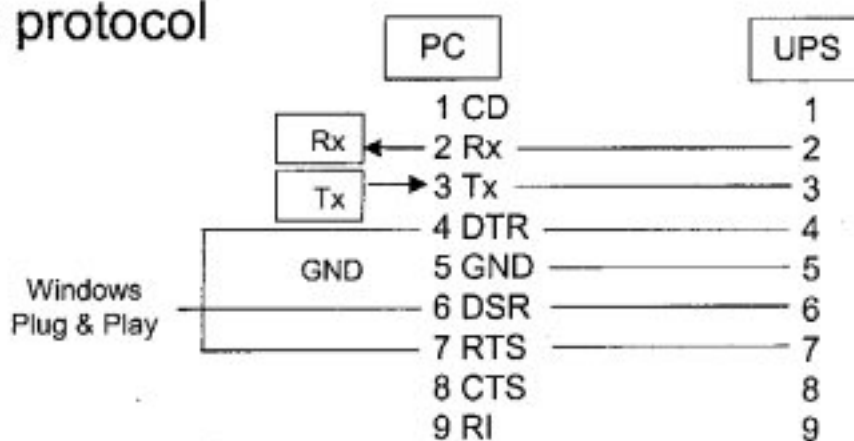 protocol
PC UPS
1 CD 1
Rx 2 Rx 2
Tx 3 Tx 3
4 DTR 4
GND 5 GND 5
Windows
Plug & Play
6 DSR 6
7 RTS 7
8 CTS 8
9 RI 9